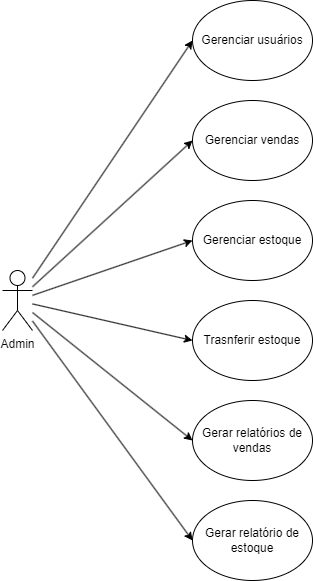 Gerenciar usuários
Gerenciar vendas
Gerenciar estoque
Admin
Trasnferir estoque
Gerar relatórios de
vendas
Gerar relatório de
estoque